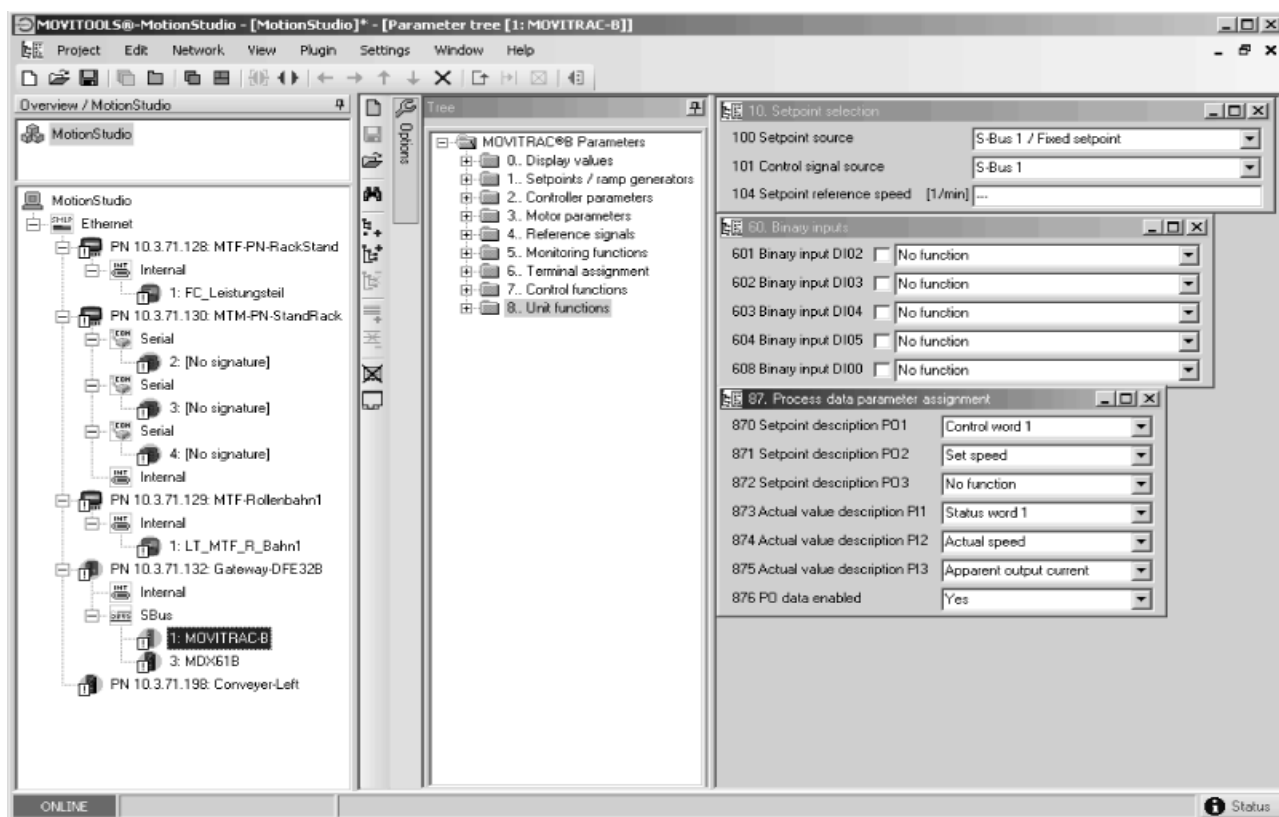 MOVITOOLS®-MotionStudio - [MotionStudio]* - [Parameter tree [1: MOVITRAC-B]]
Project Edit Network View Plugin Settings Window Help
Overview / MotionStudio
MotionStudio
MotionStudio
Ethernet
PN 10.3.71.128: MTF-PN-RackStand
Internal
1: FC_Leistungsteil
PN 10.3.71.130: MTM-PN-StandRack
Serial
2: [No signature]
Serial
3: [No signature]
Serial
4: [No signature]
Internal
PN 10.3.71.129: MTF-Rollenbahn1
Internal
1: LT_MTF_R_Bahn1
PN 10.3.71.132: Gateway-DFE32B
Internal
SBus
1: MOVITRAC-B
3: MDX61B
PN 10.3.71.198: Conveyer-Left
Options
Tree
MOVITRAC®B Parameters
0.. Display values
1.. Setpoints / ramp generators
2.. Controller parameters
3.. Motor parameters
4.. Reference signals
5.. Monitoring functions
6.. Terminal assignment
7.. Control functions
8.. Unit functions
10. Setpoint selection
100 Setpoint source S-Bus 1 / Fixed setpoint
101 Control signal source S-Bus 1
104 Setpoint reference speed [1/min] ---
60. Binary inputs
601 Binary input DI02 No function
602 Binary input DI03 No function
603 Binary input DI04 No function
604 Binary input DI05 No function
608 Binary input DI00 No function
87. Process data parameter assignment
870 Setpoint description PO1 Control word 1
871 Setpoint description PO2 Set speed
872 Setpoint description PO3 No function
873 Actual value description PI1 Status word 1
874 Actual value description PI2 Actual speed
875 Actual value description PI3 Apparent output current
876 PO data enabled Yes
ONLINE
Status